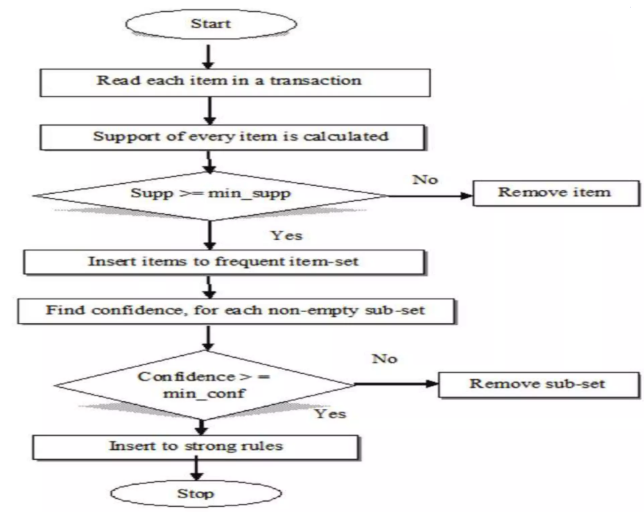 Start
Read each item in a transaction
Support of every item is calculated
Supp >= min_supp
No
Remove item
Yes
Insert items to frequent item-set
Find confidence, for each non-empty sub-set
No
Confidence > =
min_conf
Remove sub-set
Yes
Insert to strong rules
Stop